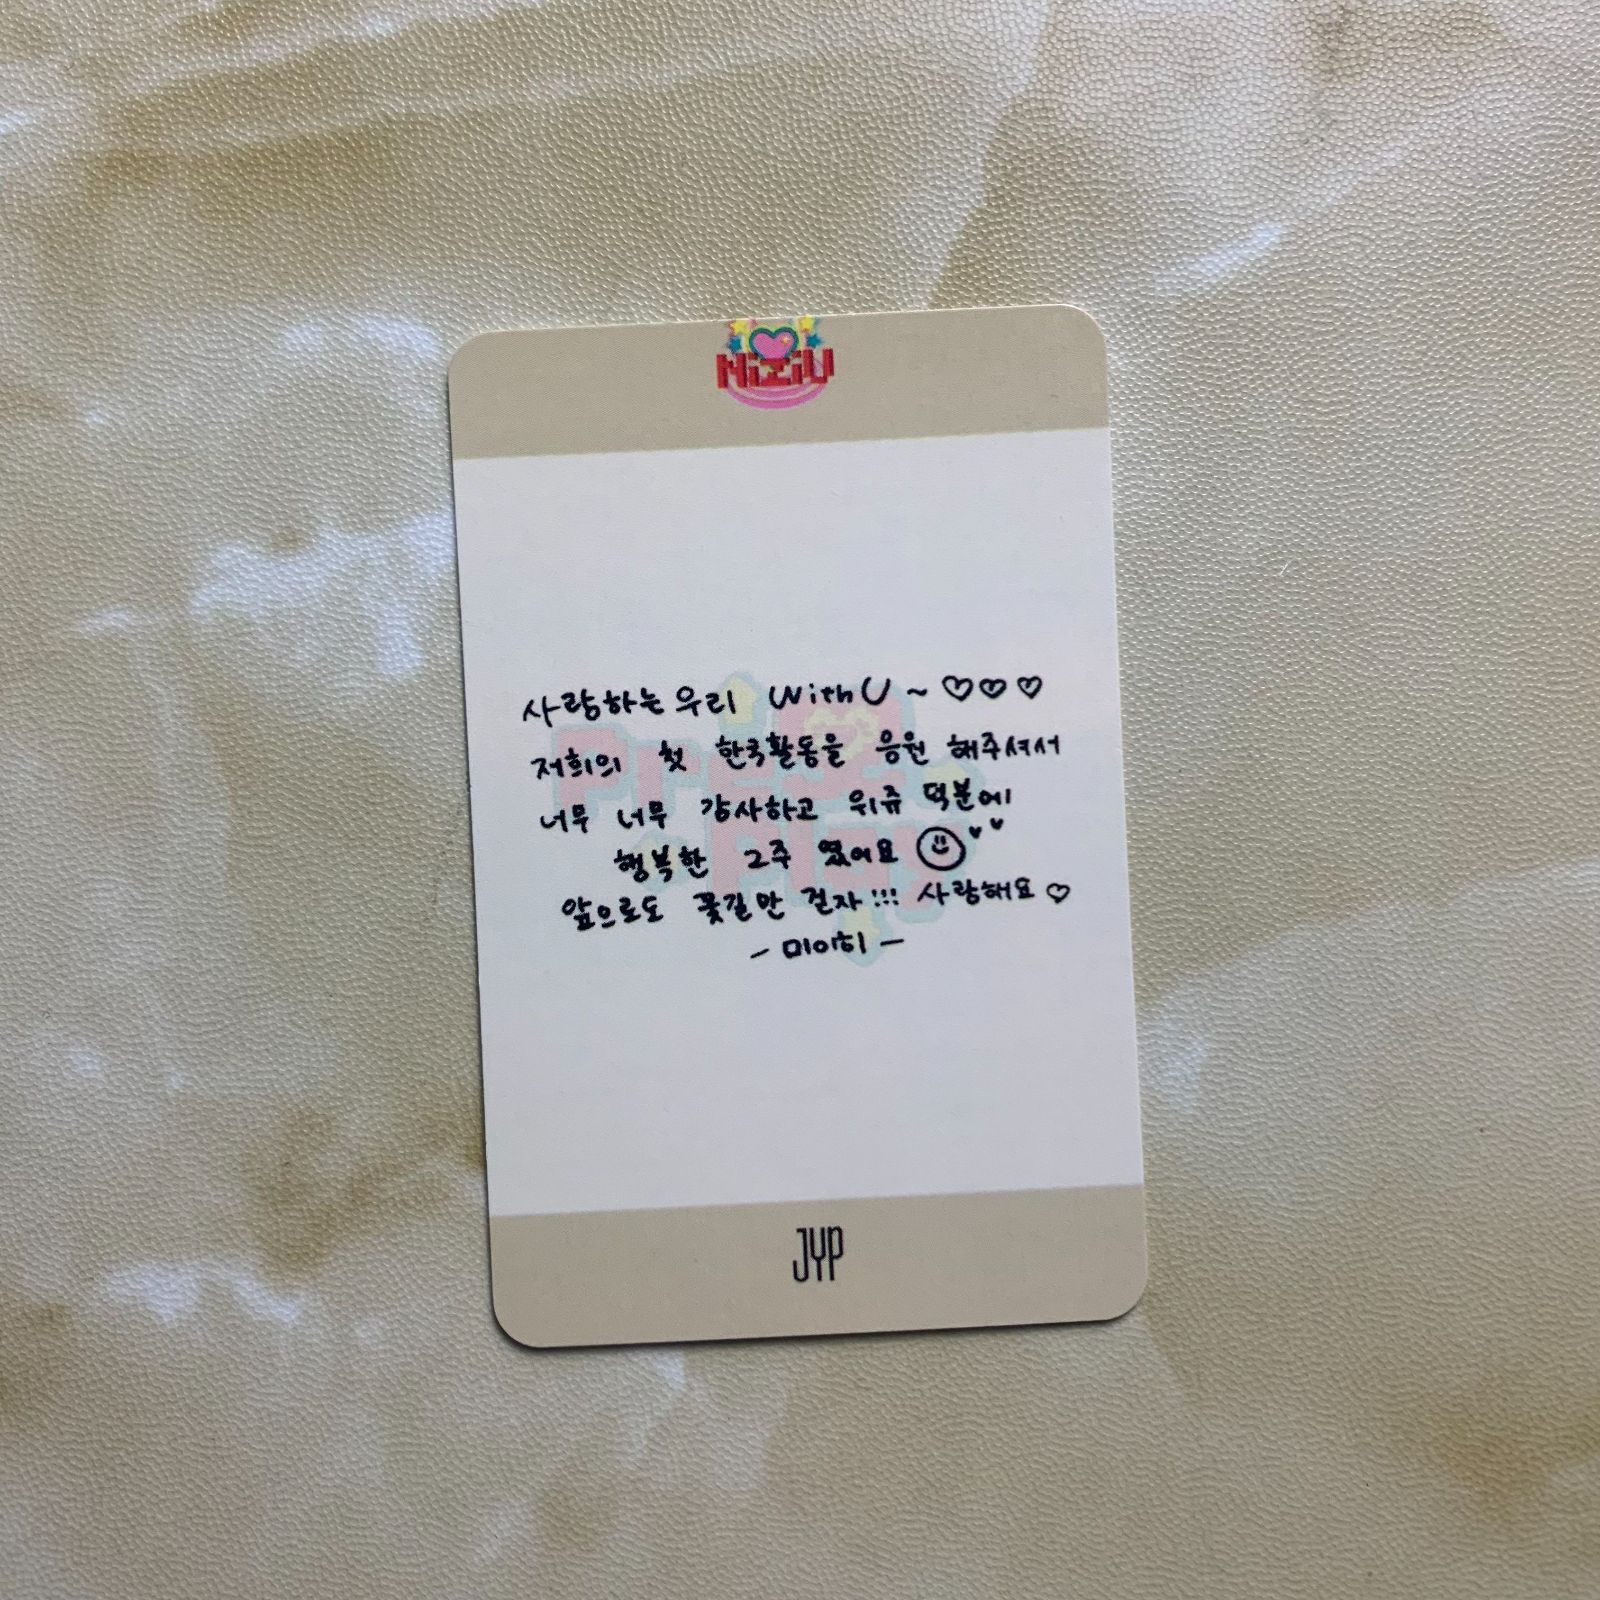 NiziU
사랑하는 우리 WithU ~ ♡♡♡
저희의 첫 한국활동을 응원 해주셔서
너무 너무 감사하고 위쥬 덕분에
행복한 2주 였어요 ☺ ♥♥
앞으로도 꽃길만 걷자!!! 사랑해요♡
- 미이히 -
Press Play
JYP